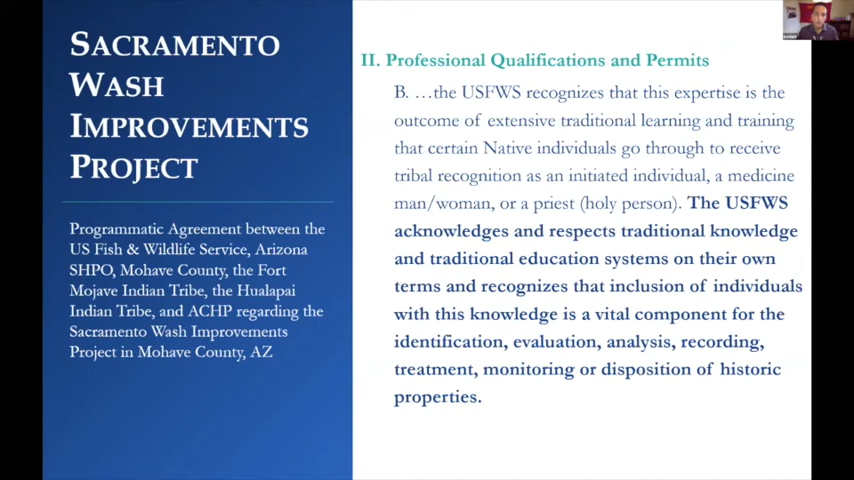 SACRAMENTO
WASH
IMPROVEMENTS
PROJECT
Programmatic Agreement between the
US Fish & Wildlife Service, Arizona
SHPO, Mohave County, the Fort
Mojave Indian Tribe, the Hualapai
Indian Tribe, and ACHP regarding the
Sacramento Wash Improvements
Project in Mohave County, AZ
II. Professional Qualifications and Permits
B. …the USFWS recognizes that this expertise is the
outcome of extensive traditional learning and training
that certain Native individuals go through to receive
tribal recognition as an initiated individual, a medicine
man/woman, or a priest (holy person). The USFWS
acknowledges and respects traditional knowledge
and traditional education systems on their own
terms and recognizes that inclusion of individuals
with this knowledge is a vital component for the
identification, evaluation, analysis, recording,
treatment, monitoring or disposition of historic
properties.